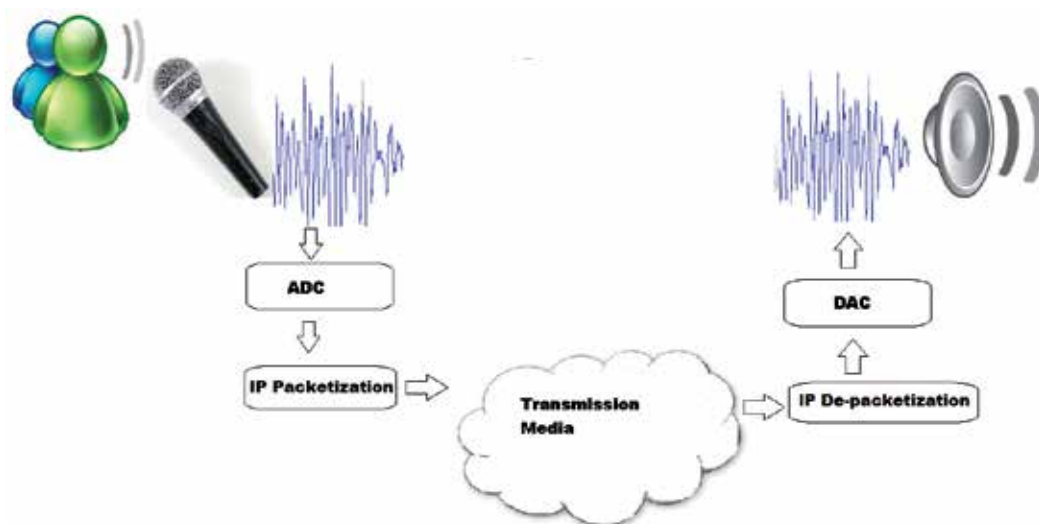 ADC
IP Packetization
Transmission
Media
IP De-packetization
DAC